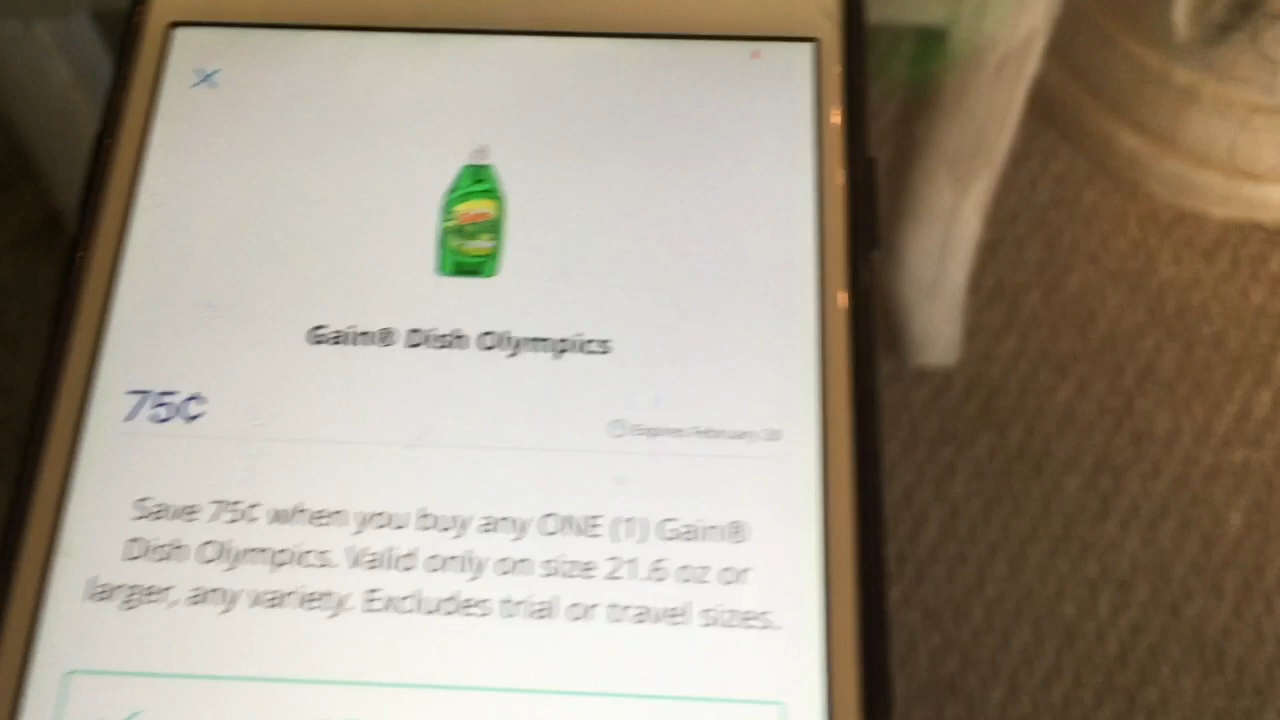 Gain® Dish Olympics
75¢
Expires February
Save 75¢ when you buy any ONE (1) Gain®
Dish Olympics. Valid only on size 21.6 oz or
larger, any variety. Excludes trial or travel sizes.